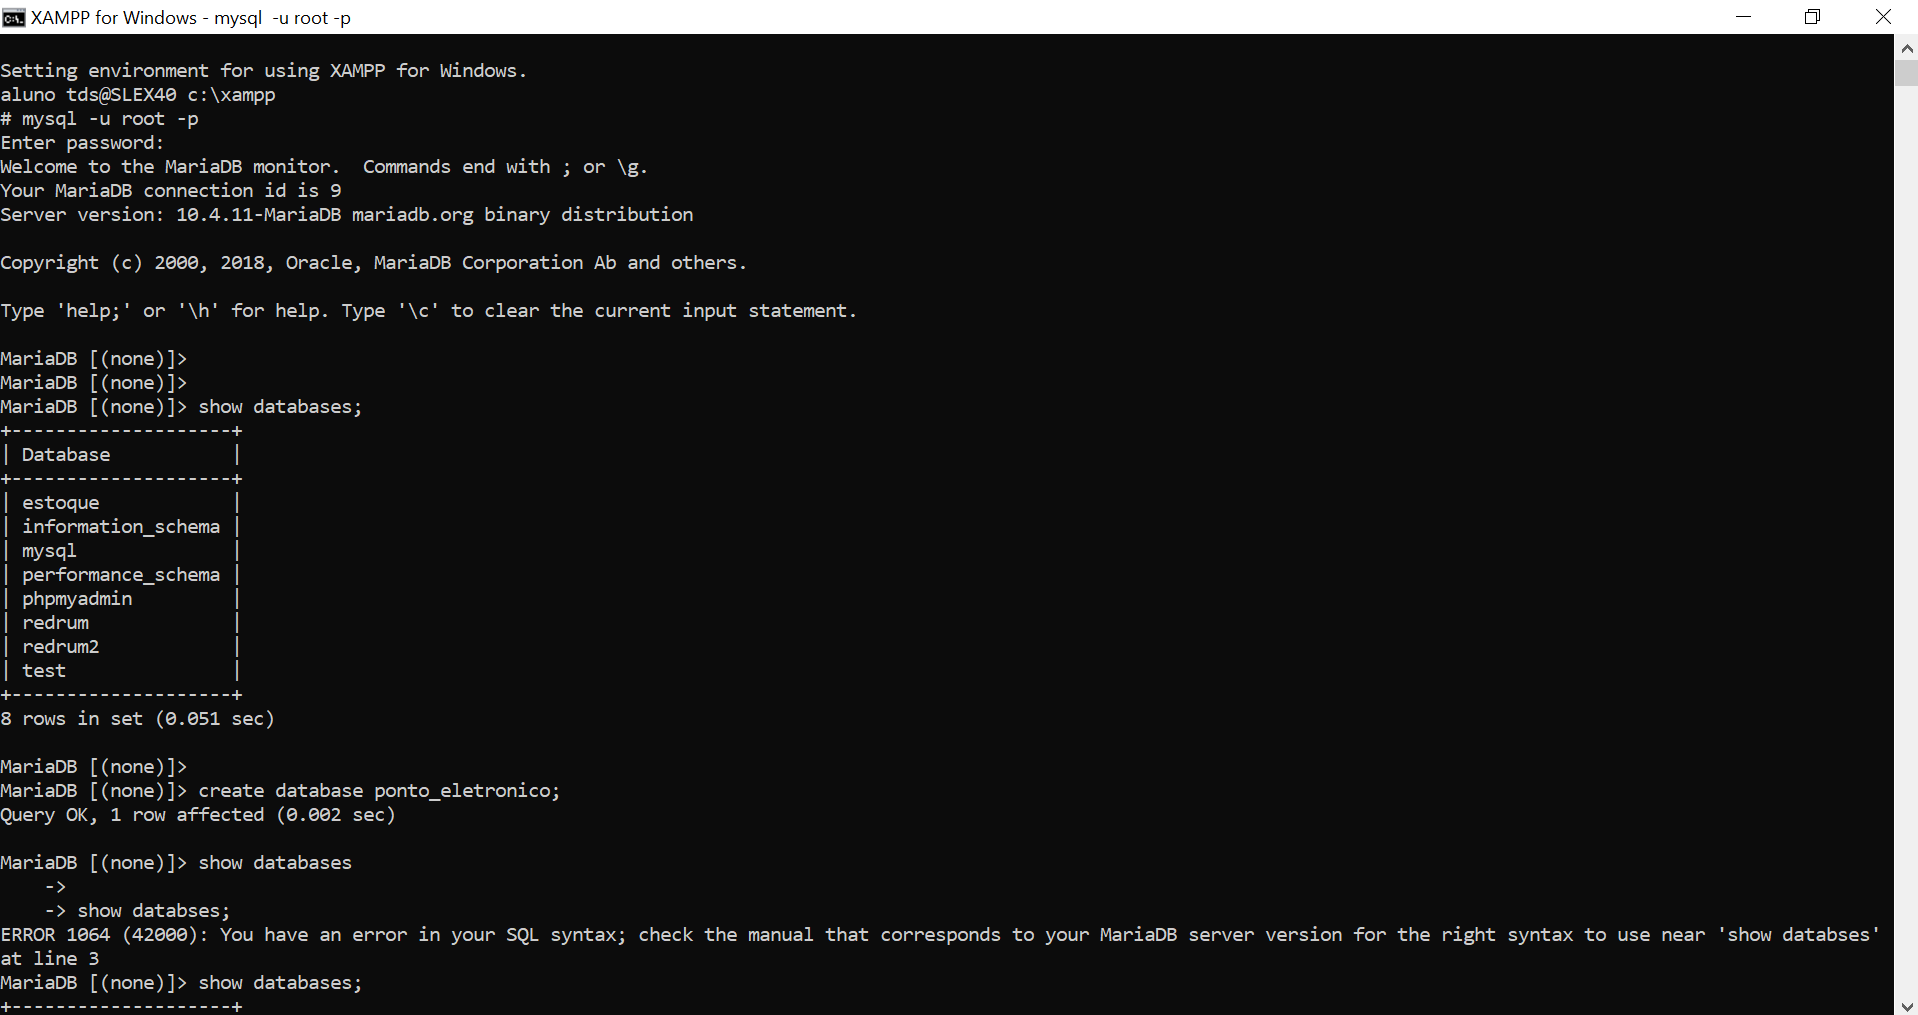 XAMPP for Windows - mysql  -u root -p
Setting environment for using XAMPP for Windows.
aluno tds@SLEX40 c:\xampp
# mysql -u root -p
Enter password:
Welcome to the MariaDB monitor.  Commands end with ; or \g.
Your MariaDB connection id is 9
Server version: 10.4.11-MariaDB mariadb.org binary distribution
Copyright (c) 2000, 2018, Oracle, MariaDB Corporation Ab and others.
Type 'help;' or '\h' for help. Type '\c' to clear the current input statement.
MariaDB [(none)]>
MariaDB [(none)]>
MariaDB [(none)]> show databases;
+--------------------+
| Database           |
+--------------------+
| estoque            |
| information_schema |
| mysql              |
| performance_schema |
| phpmyadmin         |
| redrum             |
| redrum2            |
| test               |
+--------------------+
8 rows in set (0.051 sec)
MariaDB [(none)]>
MariaDB [(none)]> create database ponto_eletronico;
Query OK, 1 row affected (0.002 sec)
MariaDB [(none)]> show databases
    ->
    -> show databses;
ERROR 1064 (42000): You have an error in your SQL syntax; check the manual that corresponds to your MariaDB server version for the right syntax to use near 'show databses'
at line 3
MariaDB [(none)]> show databases;
+--------------------+